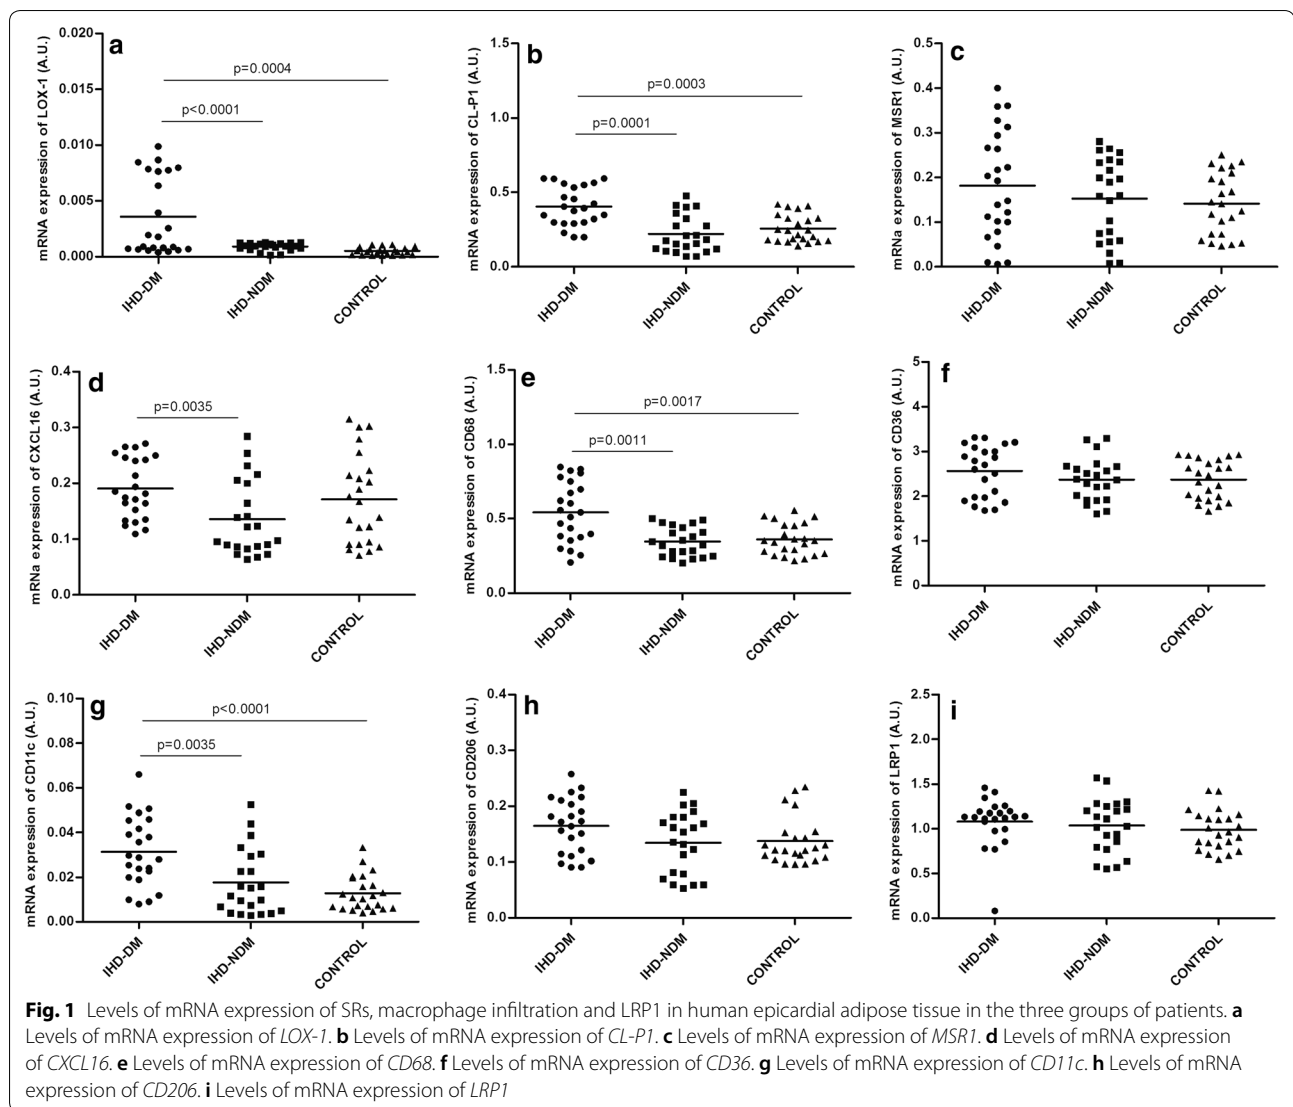 a
mRNA expression of LOX-1 (A.U.)
0.020
0.015
0.010
0.005
0.000
p=0.0004
p<0.0001
IHD-DM
IHD-NDM
CONTROL
b
mRNA expression of CL-P1 (A.U.)
1.5
1.0
0.5
0.0
p=0.0003
p=0.0001
IHD-DM
IHD-NDM
CONTROL
c
mRNa expression of MSR1 (A.U.)
0.5
0.4
0.3
0.2
0.1
0.0
IHD-DM
IHD-NDM
CONTROL
d
mRNa expression of CXCL16 (A.U.)
0.4
0.3
0.2
0.1
0.0
p=0.0035
IHD-DM
IHD-NDM
CONTROL
e
mRNA expression of CD68 (A.U.)
1.5
1.0
0.5
0.0
p=0.0017
p=0.0011
IHD-DM
IHD-NDM
CONTROL
f
mRNA expression of CD36 (A.U.)
5
4
3
2
1
0
IHD-DM
IHD-NDM
CONTROL
g
mRNA expression of CD11c (A.U.)
0.10
0.08
0.06
0.04
0.02
0.00
p<0.0001
p=0.0035
IHD-DM
IHD-NDM
CONTROL
h
mRNA expression of CD206 (A.U.)
0.4
0.3
0.2
0.1
0.0
IHD-DM
IHD-NDM
CONTROL
i
mRNA expression of LRP1 (A.U.)
2.5
2.0
1.5
1.0
0.5
0.0
IHD-DM
IHD-NDM
CONTROL
Fig. 1 Levels of mRNA expression of SRs, macrophage infiltration and LRP1 in human epicardial adipose tissue in the three groups of patients. a
Levels of mRNA expression of LOX-1. b Levels of mRNA expression of CL-P1. c Levels of mRNA expression of MSR1. d Levels of mRNA expression
of CXCL16. e Levels of mRNA expression of CD68. f Levels of mRNA expression of CD36. g Levels of mRNA expression of CD11c. h Levels of mRNA
expression of CD206. i Levels of mRNA expression of LRP1